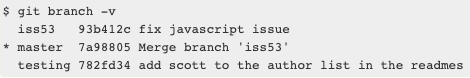 $ git branch -v
  iss53   93b412c fix javascript issue
* master  7a98805 Merge branch 'iss53'
  testing 782fd34 add scott to the author list in the readmes